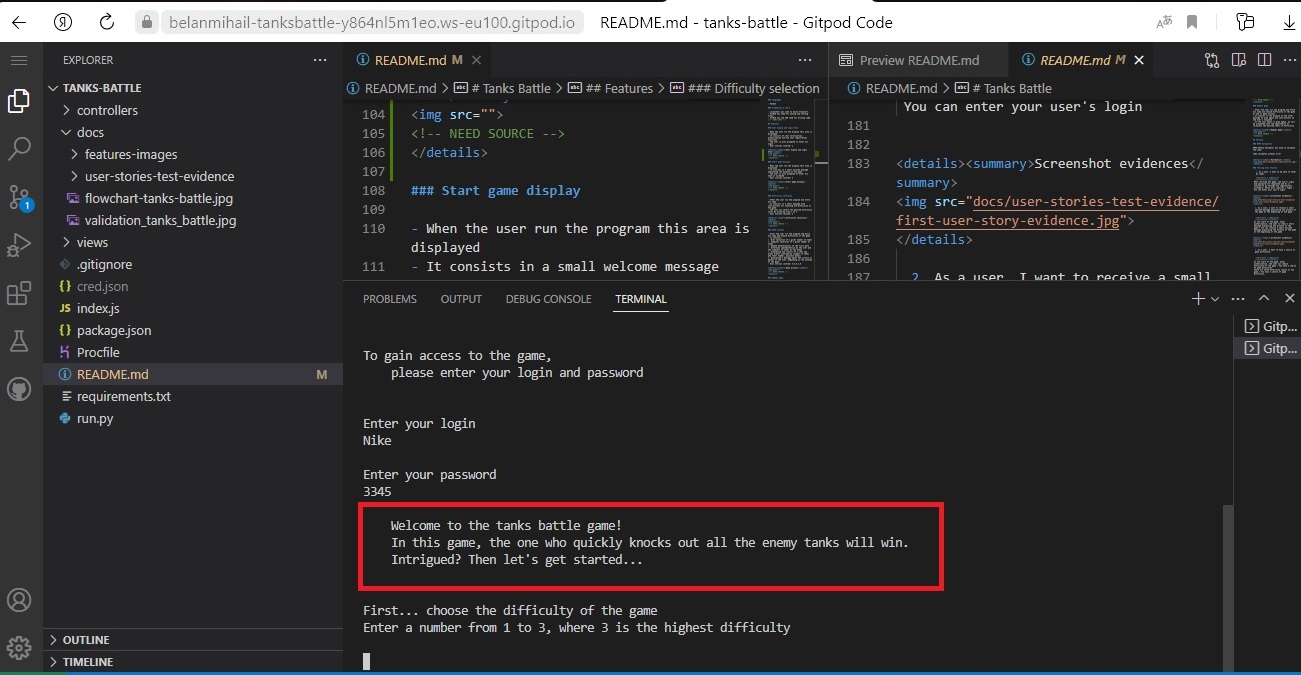 belanmihail-tanksbattle-y864nl5m1eo.ws-eu100.gitpod.io README.md - tanks-battle - Gitpod Code
EXPLORER
TANKS-BATTLE
controllers
docs
features-images
user-stories-test-evidence
flowchart-tanks-battle.jpg
validation_tanks_battle.jpg
views
.gitignore
cred.json
index.js
package.json
Procfile
README.md M
requirements.txt
run.py
OUTLINE
TIMELINE
1
README.md M
README.md > # Tanks Battle > ## Features > ### Difficulty selection
104 <img src="">
105 <!-- NEED SOURCE -->
106 </details>
107
108 ### Start game display
109
110 - When the user run the program this area is
displayed
111 - It consists in a small welcome message
Preview README.md
README.md M
README.md > # Tanks Battle
You can enter your user's login
181
182
183 <details><summary>Screenshot evidences</
summary>
184 <img src="docs/user-stories-test-evidence/
first-user-story-evidence.jpg">
185 </details>
186
187 2. As a user, I want to receive a small
PROBLEMS OUTPUT DEBUG CONSOLE TERMINAL
Gitp...
Gitp...
To gain access to the game,
please enter your login and password
Enter your login
Nike
Enter your password
3345
Welcome to the tanks battle game!
In this game, the one who quickly knocks out all the enemy tanks will win.
Intrigued? Then let's get started...
First... choose the difficulty of the game
Enter a number from 1 to 3, where 3 is the highest difficulty